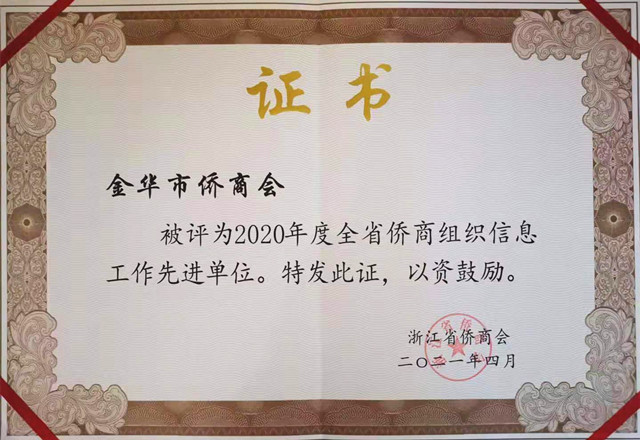 证书
金华市侨商会
被评为2020年度全省侨商组织信息
工作先进单位。特发此证，以资鼓励。
浙江省侨商会
二〇二一年四月